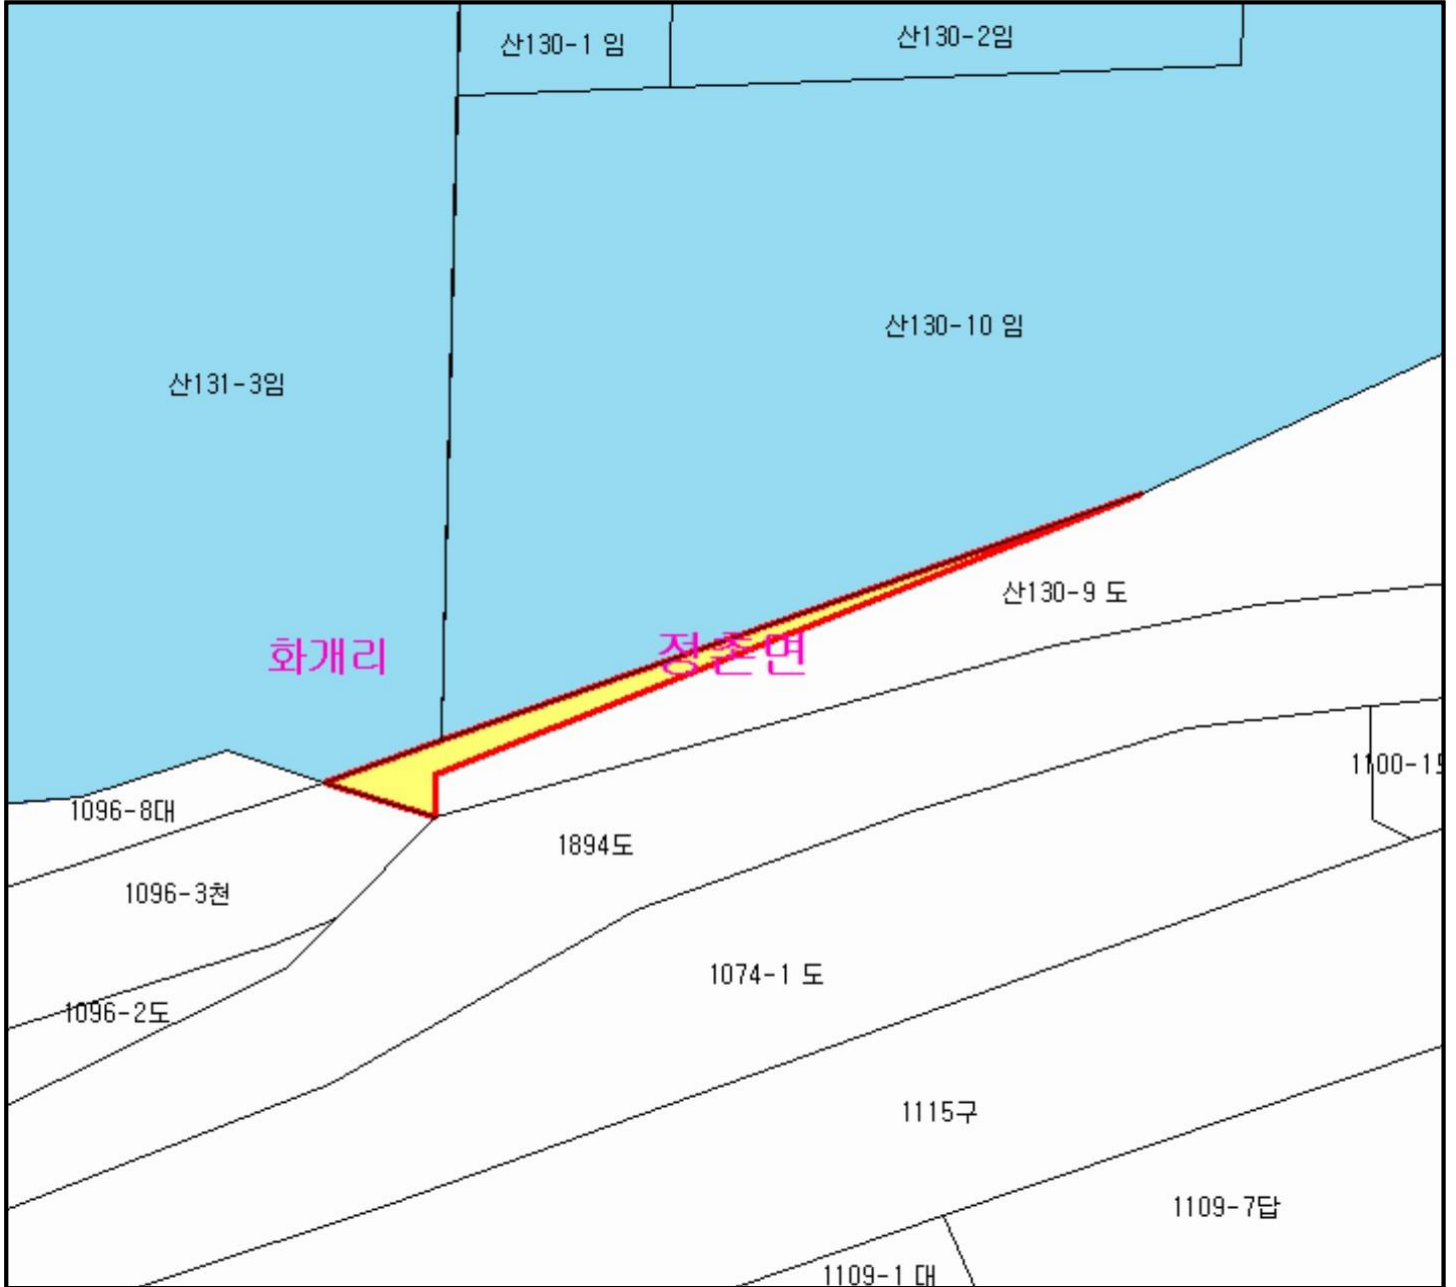 산130-1 임
산130-2임
산130-10 임
산131-3임
산130-9 도
화개리
정촌면
1100-1
1096-8대
1894도
1096-3천
1074-1 도
1096-2도
1115구
1109-7답
1109-1 대